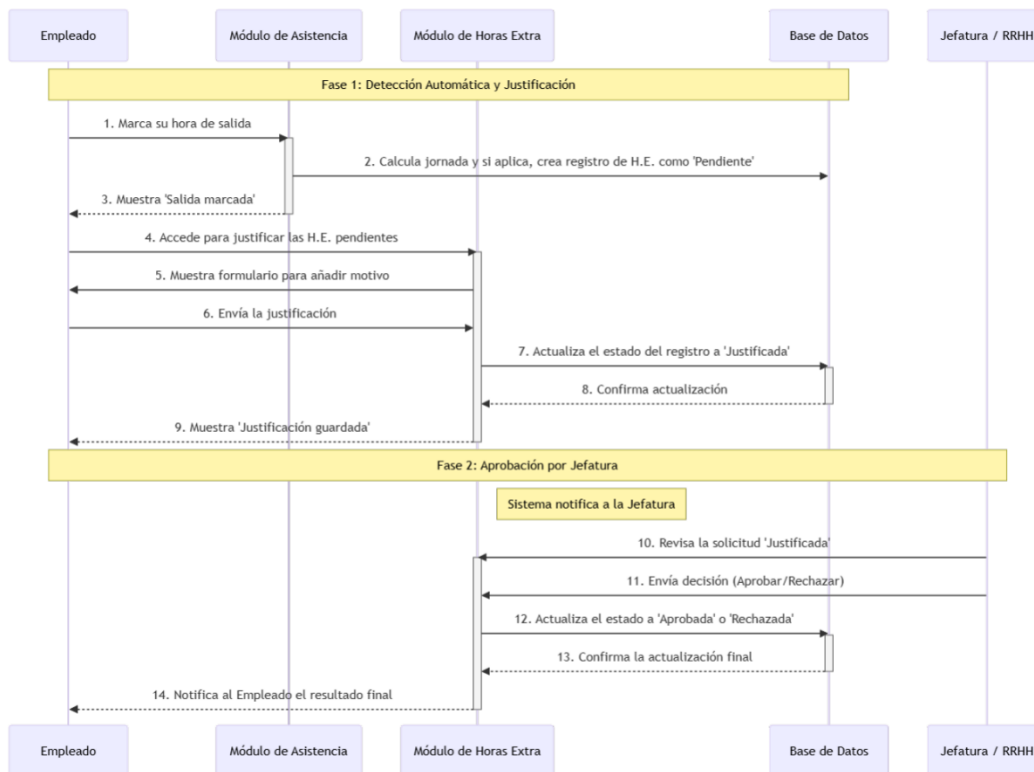 Empleado
Módulo de Asistencia
Módulo de Horas Extra
Base de Datos
Jefatura / RRHH
Fase 1: Detección Automática y Justificación
1. Marca su hora de salida
2. Calcula jornada y si aplica, crea registro de H.E. como 'Pendiente'
3. Muestra 'Salida marcada'
4. Accede para justificar las H.E. pendientes
5. Muestra formulario para añadir motivo
6. Envía la justificación
7. Actualiza el estado del registro a 'Justificada'
8. Confirma actualización
9. Muestra 'Justificación guardada'
Fase 2: Aprobación por Jefatura
Sistema notifica a la Jefatura
10. Revisa la solicitud 'Justificada'
11. Envía decisión (Aprobar/Rechazar)
12. Actualiza el estado a 'Aprobada' o 'Rechazada'
13. Confirma la actualización final
14. Notifica al Empleado el resultado final
Empleado
Módulo de Asistencia
Módulo de Horas Extra
Base de Datos
Jefatura / RRHH